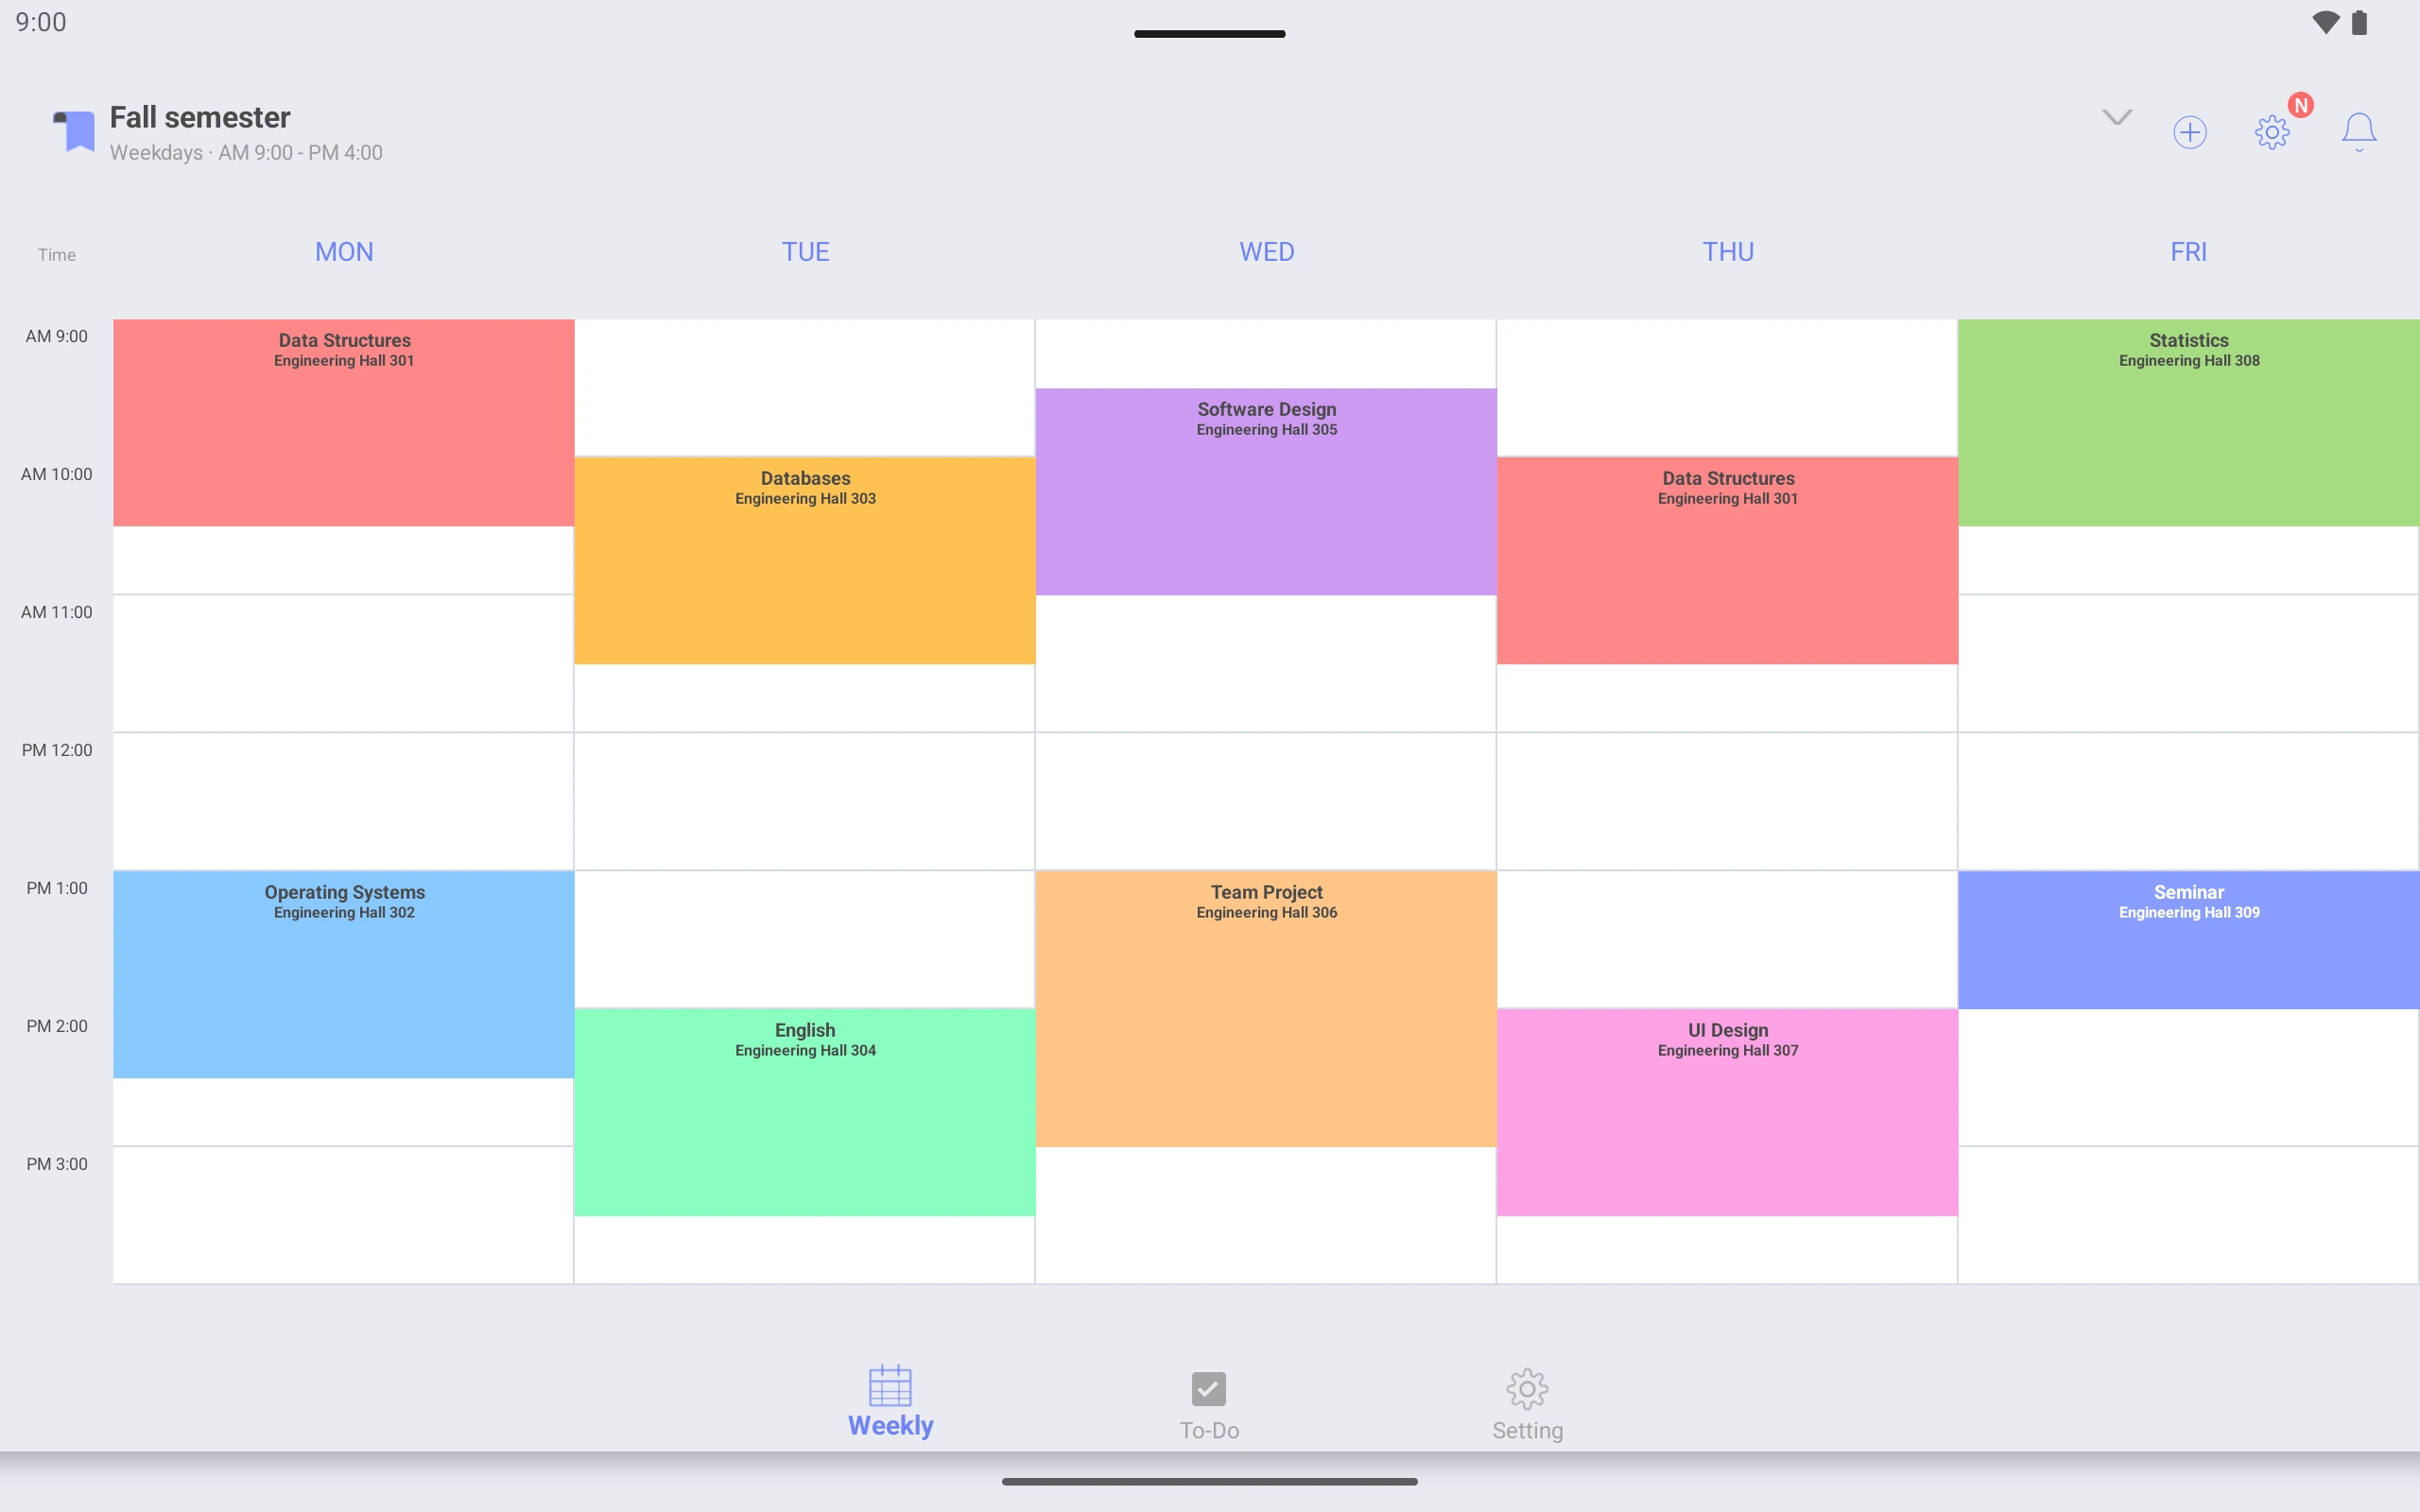 9:00
Fall semester
Weekdays · AM 9:00 - PM 4:00
N
Time
MON
TUE
WED
THU
FRI
AM 9:00
Data Structures
Engineering Hall 301
Statistics
Engineering Hall 308
Software Design
Engineering Hall 305
AM 10:00
Databases
Engineering Hall 303
Data Structures
Engineering Hall 301
AM 11:00
PM 12:00
PM 1:00
Operating Systems
Engineering Hall 302
Team Project
Engineering Hall 306
Seminar
Engineering Hall 309
PM 2:00
English
Engineering Hall 304
UI Design
Engineering Hall 307
PM 3:00
Weekly
To-Do
Setting